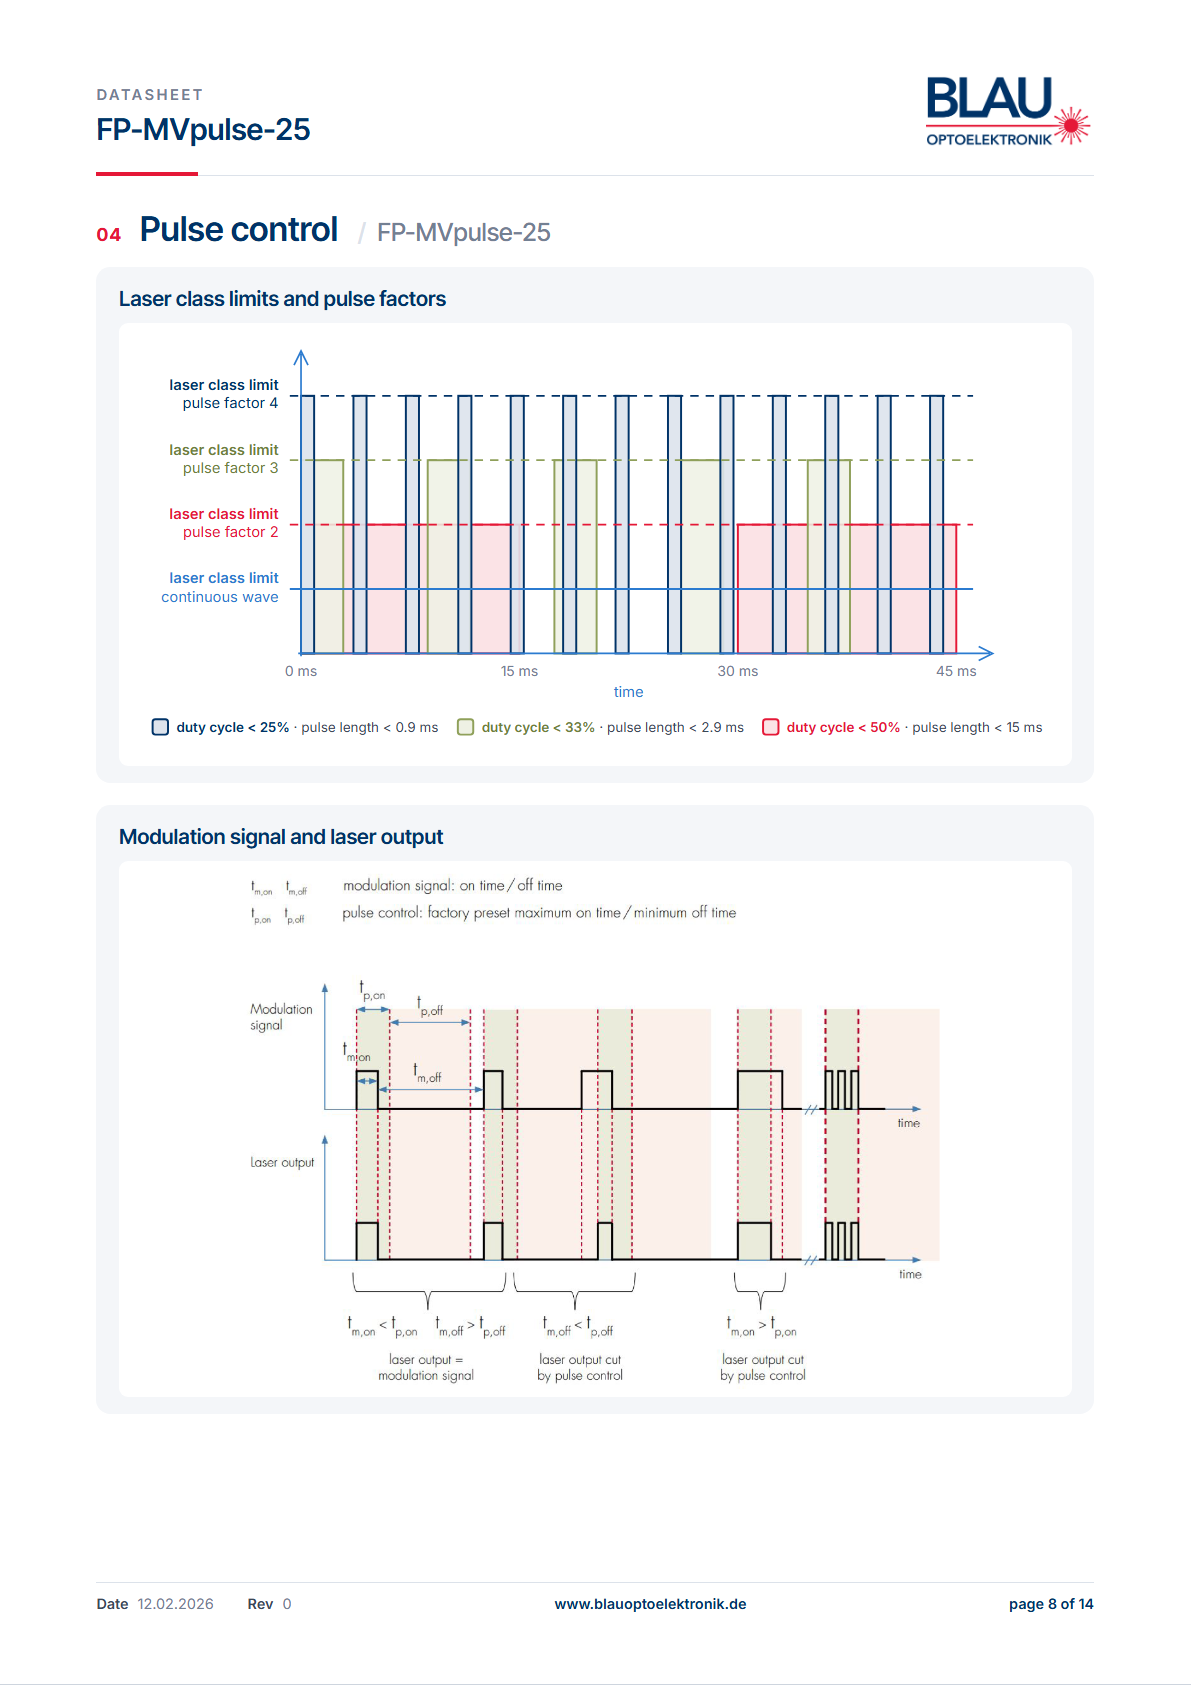 DATASHEET
FP-MVpulse-25
BLAU
OPTOELEKTRONIK
04 Pulse control / FP-MVpulse-25
Laser class limits and pulse factors
laser class limit
pulse factor 4
laser class limit
pulse factor 3
laser class limit
pulse factor 2
laser class limit
continuous wave
0 ms 15 ms 30 ms 45 ms
time
duty cycle < 25% · pulse length < 0.9 ms duty cycle < 33% · pulse length < 2.9 ms duty cycle < 50% · pulse length < 15 ms
Modulation signal and laser output
tm,on tm,off modulation signal: on time / off time
tp,on tp,off pulse control: factory preset maximum on time / minimum off time
tp,on
tp,off
Modulation
signal
tm,on
tm,off
time
Laser output
time
tm,on < tp,on tm,off > tp,off tm,off < tp,off tm,on > tp,on
laser output = laser output cut laser output cut
modulation signal by pulse control by pulse control
Date 12.02.2026 Rev 0 www.blauoptoelektronik.de page 8 of 14